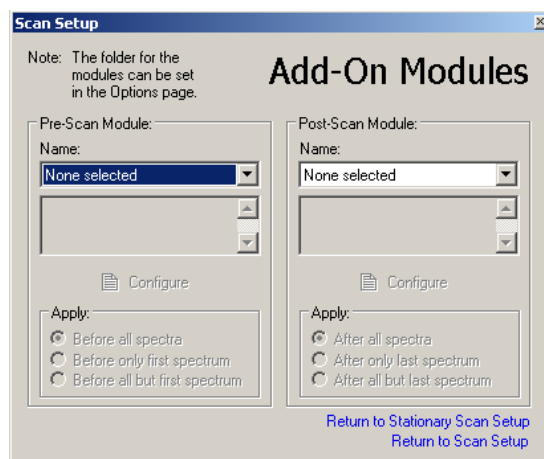 Scan Setup
Note: The folder for the
modules can be set
in the Options page.
Add-On Modules
Pre-Scan Module:
Name:
None selected
Configure
Apply:
Before all spectra
Before only first spectrum
Before all but first spectrum
Post-Scan Module:
Name:
None selected
Configure
Apply:
After all spectra
After only last spectrum
After all but last spectrum
Return to Stationary Scan Setup
Return to Scan Setup